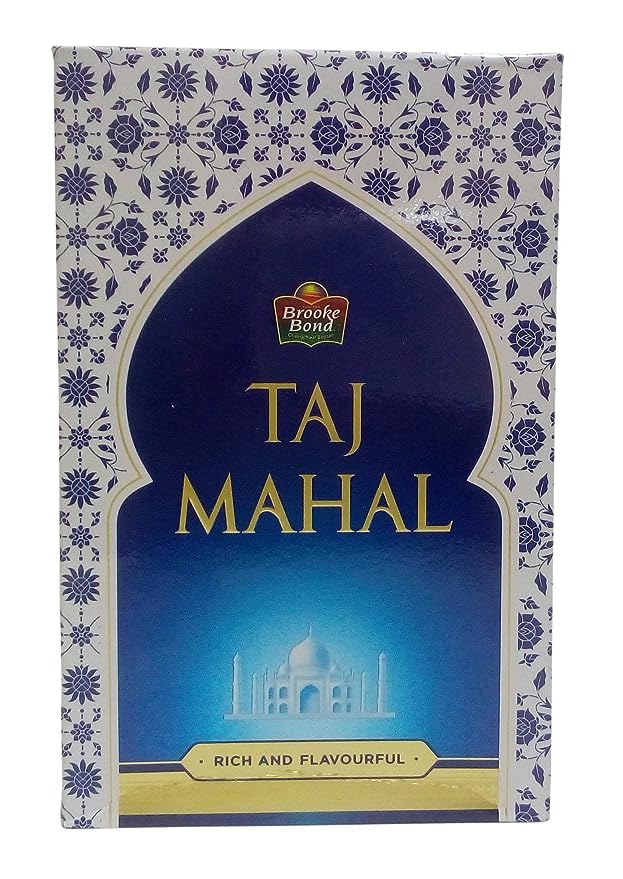 Brooke
Bond
TAJ
MAHAL
· RICH AND FLAVOURFUL ·